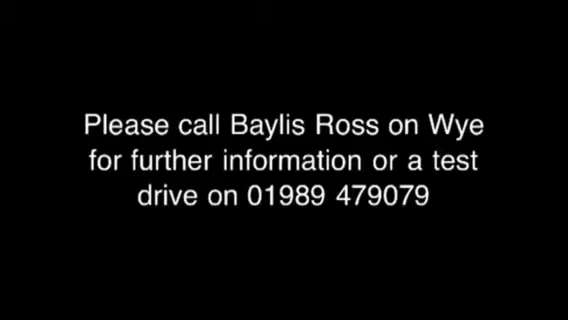 Please call Baylis Ross on Wye
for further information or a test
drive on 01989 479079